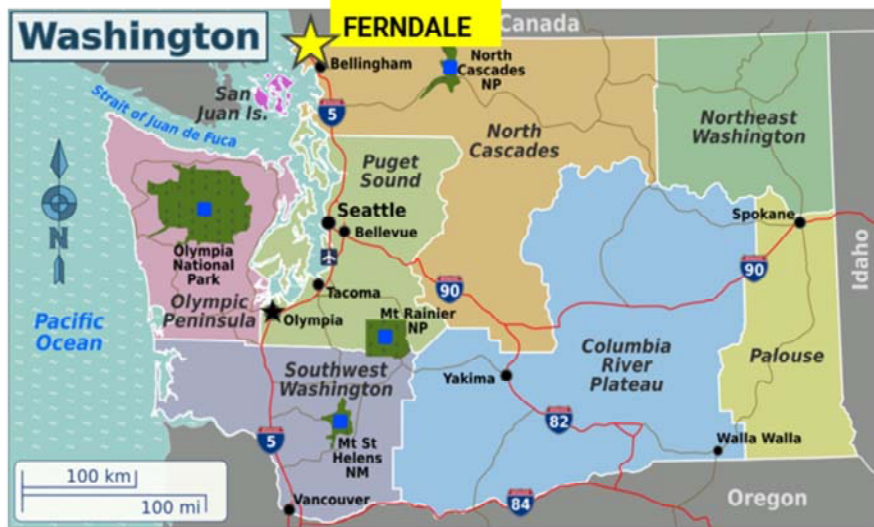 Washington
FERNDALE
Canada
Bellingham
North
Cascades
NP
San
Juan Is.
Strait of Juan de Fuca
5
North
Cascades
Northeast
Washington
Puget
Sound
Seattle
Bellevue
Spokane
N
Olympia
National
Park
90
90
Idaho
Tacoma
Olympic
Peninsula
Olympia
Mt Rainier
NP
Pacific
Ocean
Columbia
River
Plateau
Palouse
Southwest
Washington
Yakima
82
5
Mt St
Helens
NM
Walla Walla
100 km
100 mi
Vancouver
84
Oregon